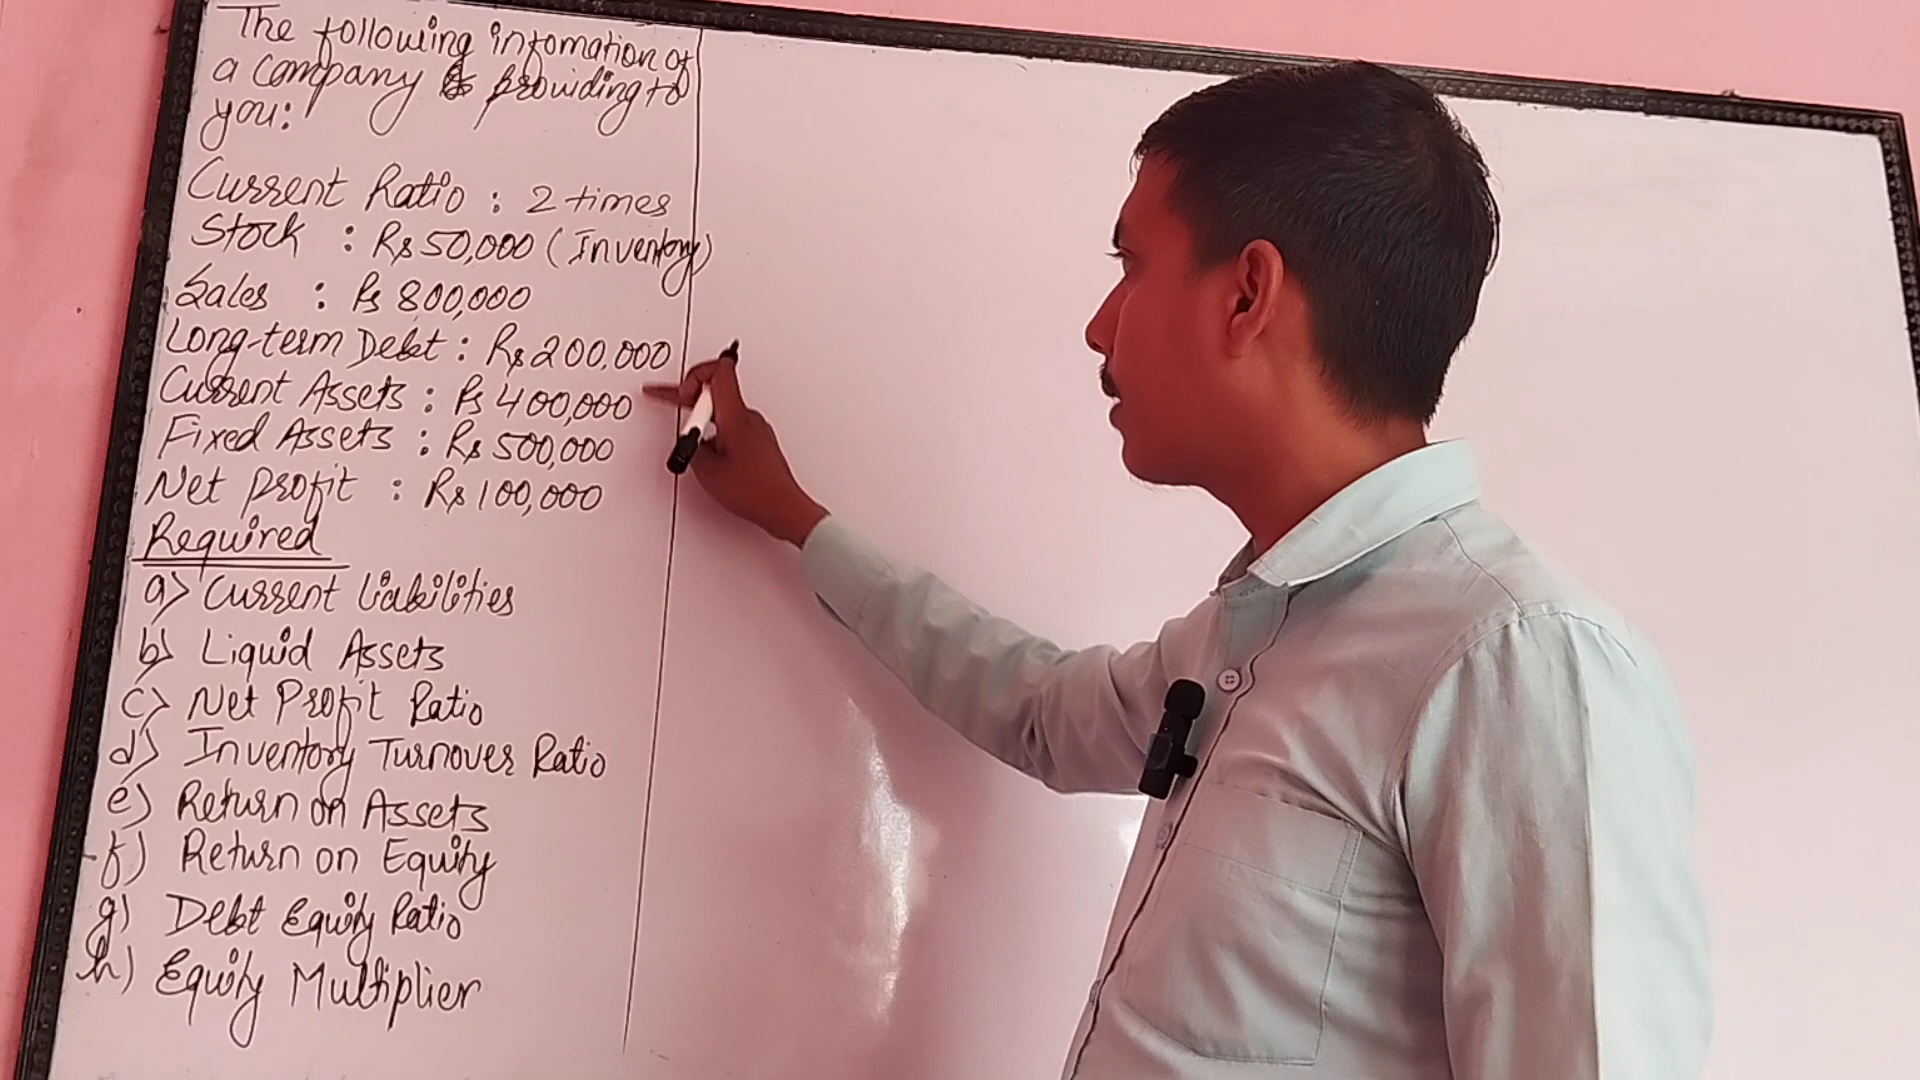 The following infomation of
a Company is providing to
you:
Current Ratio : 2 times
Stock : Rs 50,000 (Inventory)
Sales : Rs 800,000
Long-term Debt : Rs 200,000
Current Assets : Rs 400,000
Fixed Assets : Rs 500,000
Net profit : Rs 100,000
Required
a) Current liabilities
b) Liquid Assets
c) Net Profit Ratio
d) Inventory Turnover Ratio
e) Return on Assets
f) Return on Equity
g) Debt Equity Ratio
h) Equity Multiplier